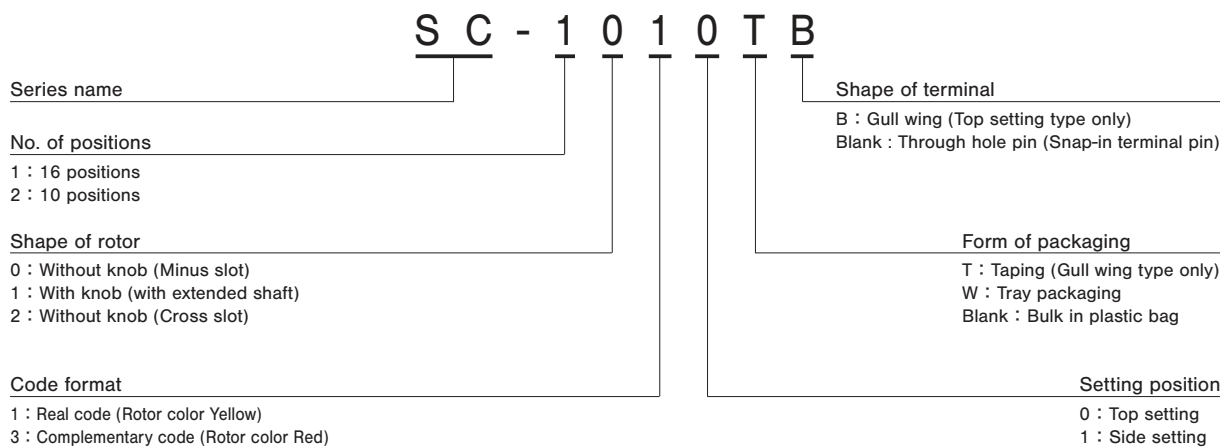 SC-1010TB
Series name
No. of positions
1：16 positions
2：10 positions
Shape of rotor
0：Without knob (Minus slot)
1：With knob (with extended shaft)
2：Without knob (Cross slot)
Code format
1：Real code (Rotor color Yellow)
3：Complementary code (Rotor color Red)
Shape of terminal
B：Gull wing (Top setting type only)
Blank : Through hole pin (Snap-in terminal pin)
Form of packaging
T：Taping (Gull wing type only)
W：Tray packaging
Blank：Bulk in plastic bag
Setting position
0：Top setting
1：Side setting